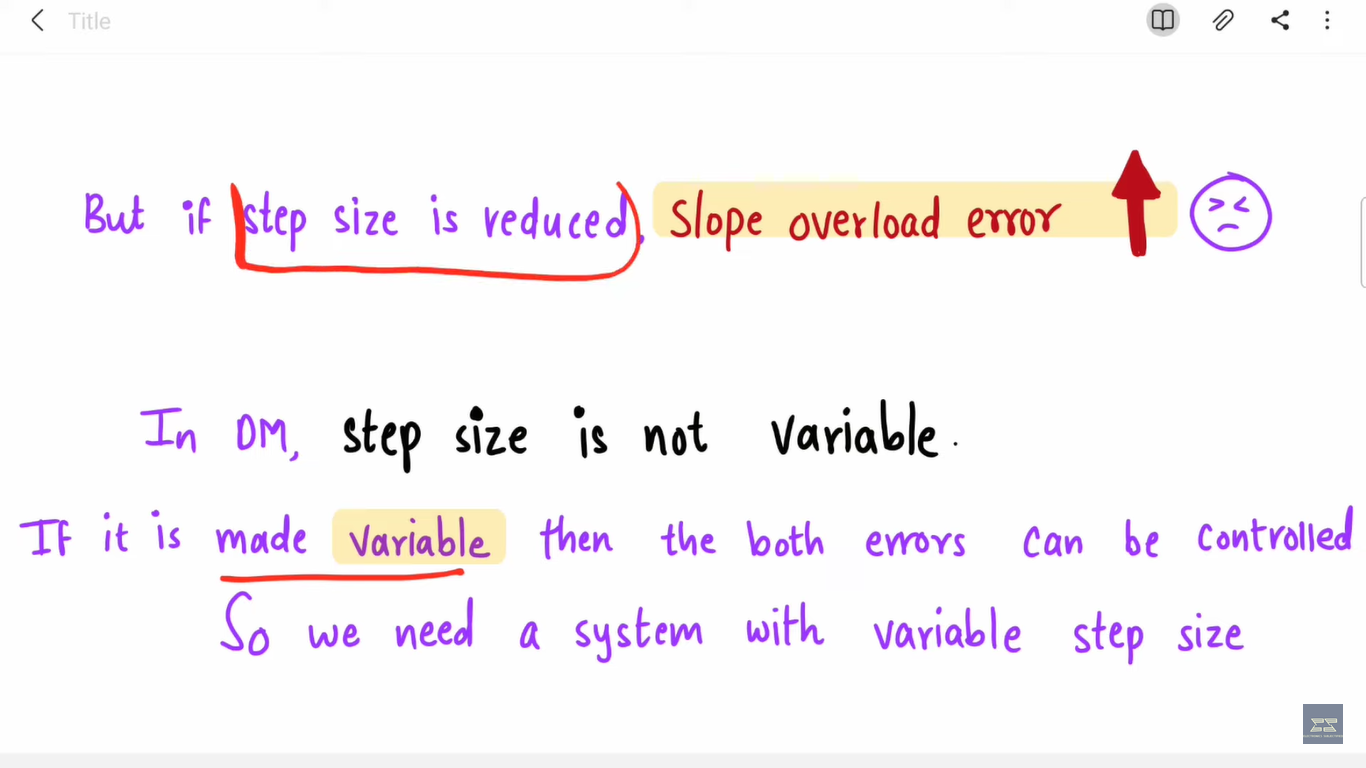 Title
But if step size is reduced, Slope overload error
In DM, step size is not variable.
If it is made variable then the both errors can be controlled
So we need a system with variable step size